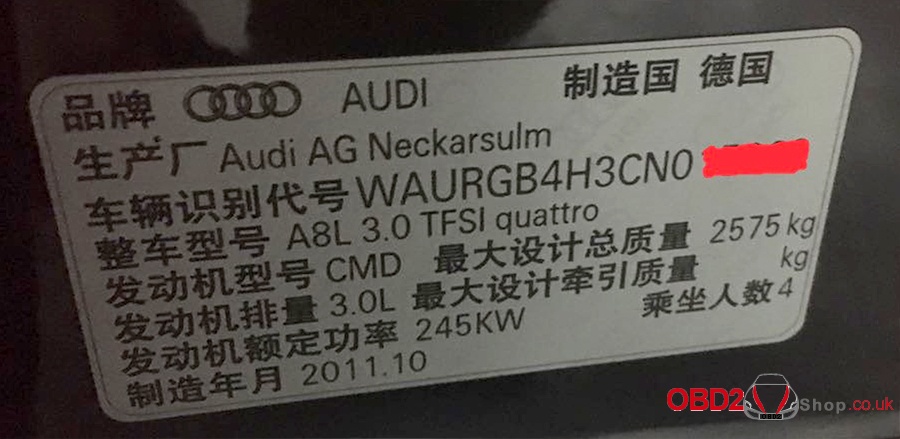 品牌 AUDI 制造国 德国
生产厂 Audi AG Neckarsulm
车辆识别代号 WAURGB4H3CN0
整车型号 A8L 3.0 TFSI quattro
发动机型号 CMD 最大设计总质量 2575 kg
发动机排量 3.0L 最大设计牵引质量 kg
发动机额定功率 245KW 乘坐人数 4
制造年月 2011.10
OBD2Shop.co.uk